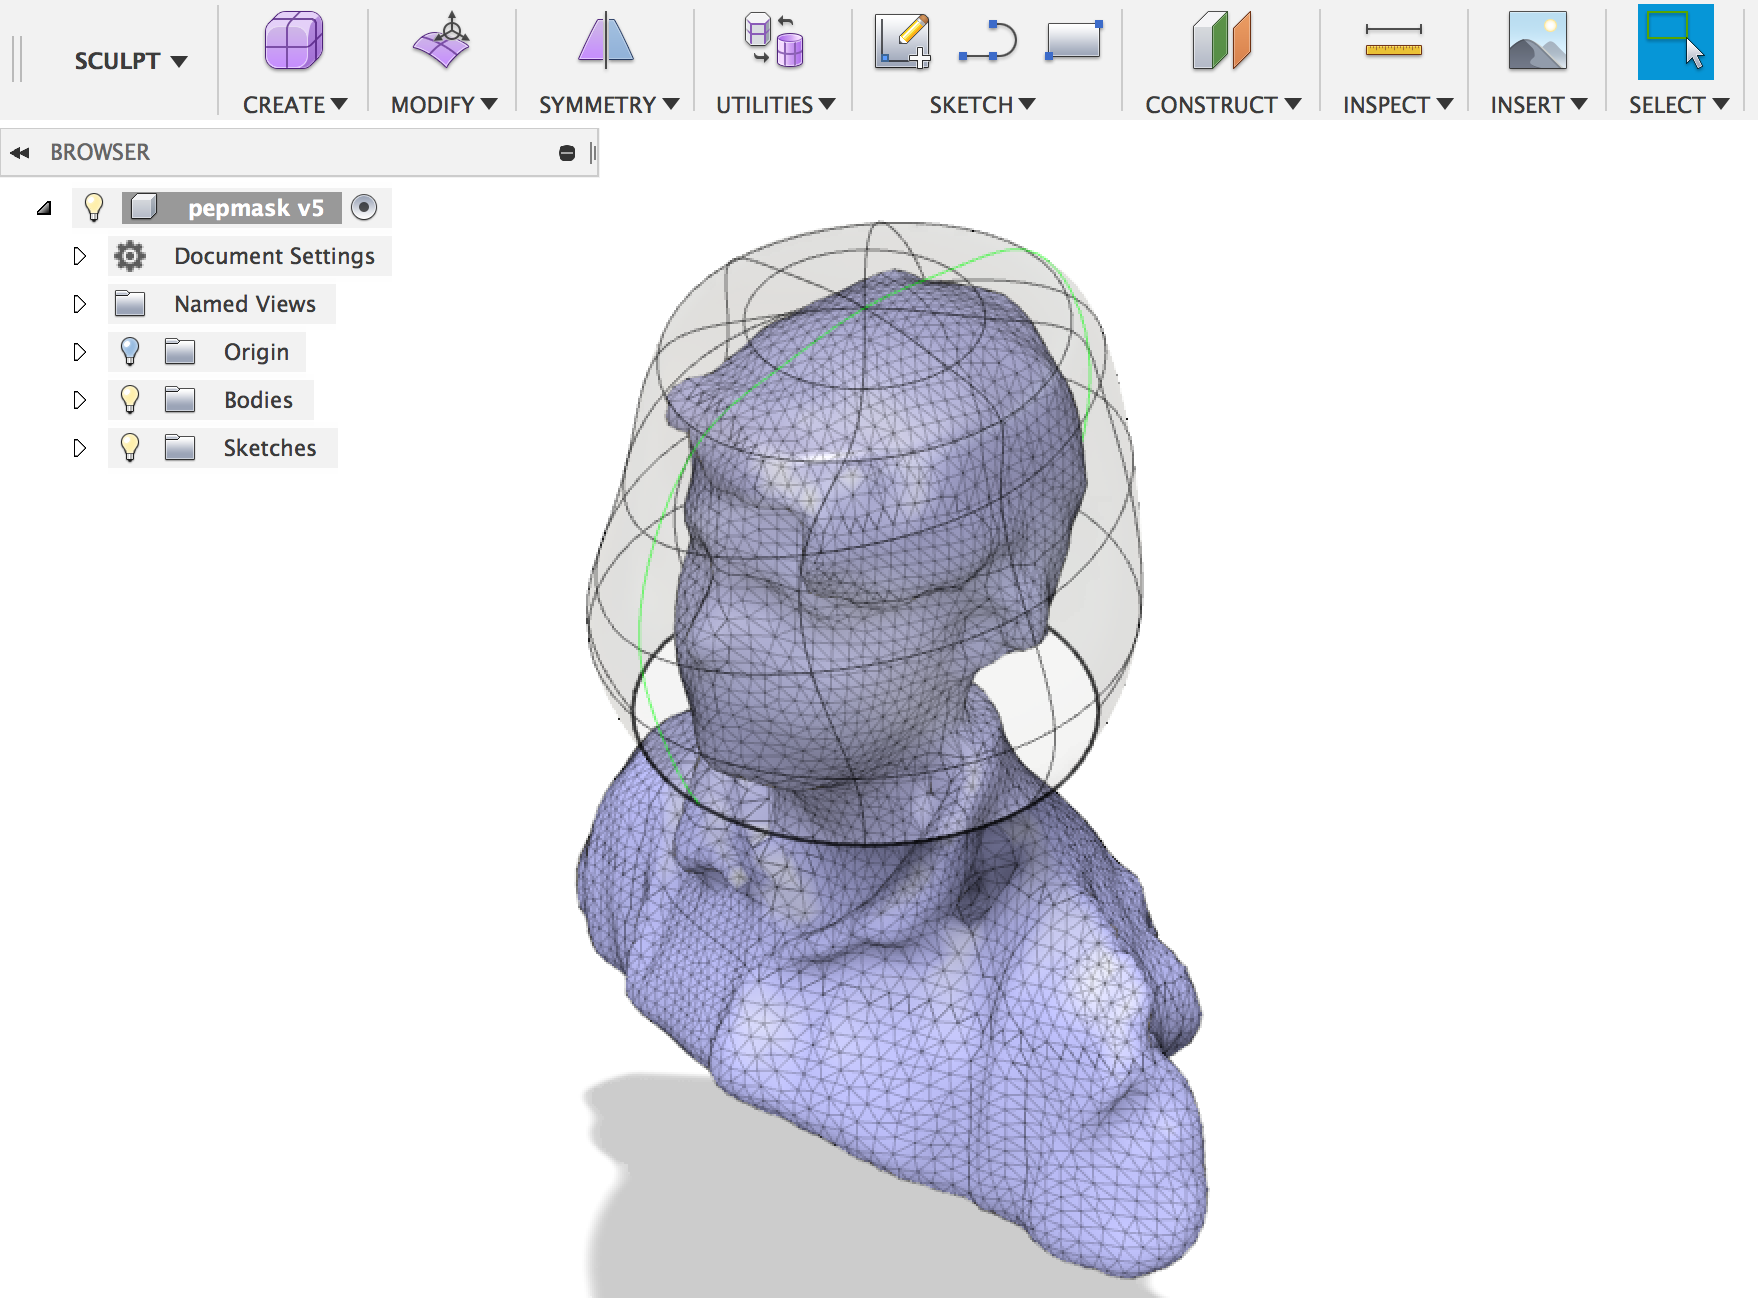 SCULPT
CREATE
MODIFY
SYMMETRY
UTILITIES
SKETCH
CONSTRUCT
INSPECT
INSERT
SELECT
BROWSER
pepmask v5
Document Settings
Named Views
Origin
Bodies
Sketches